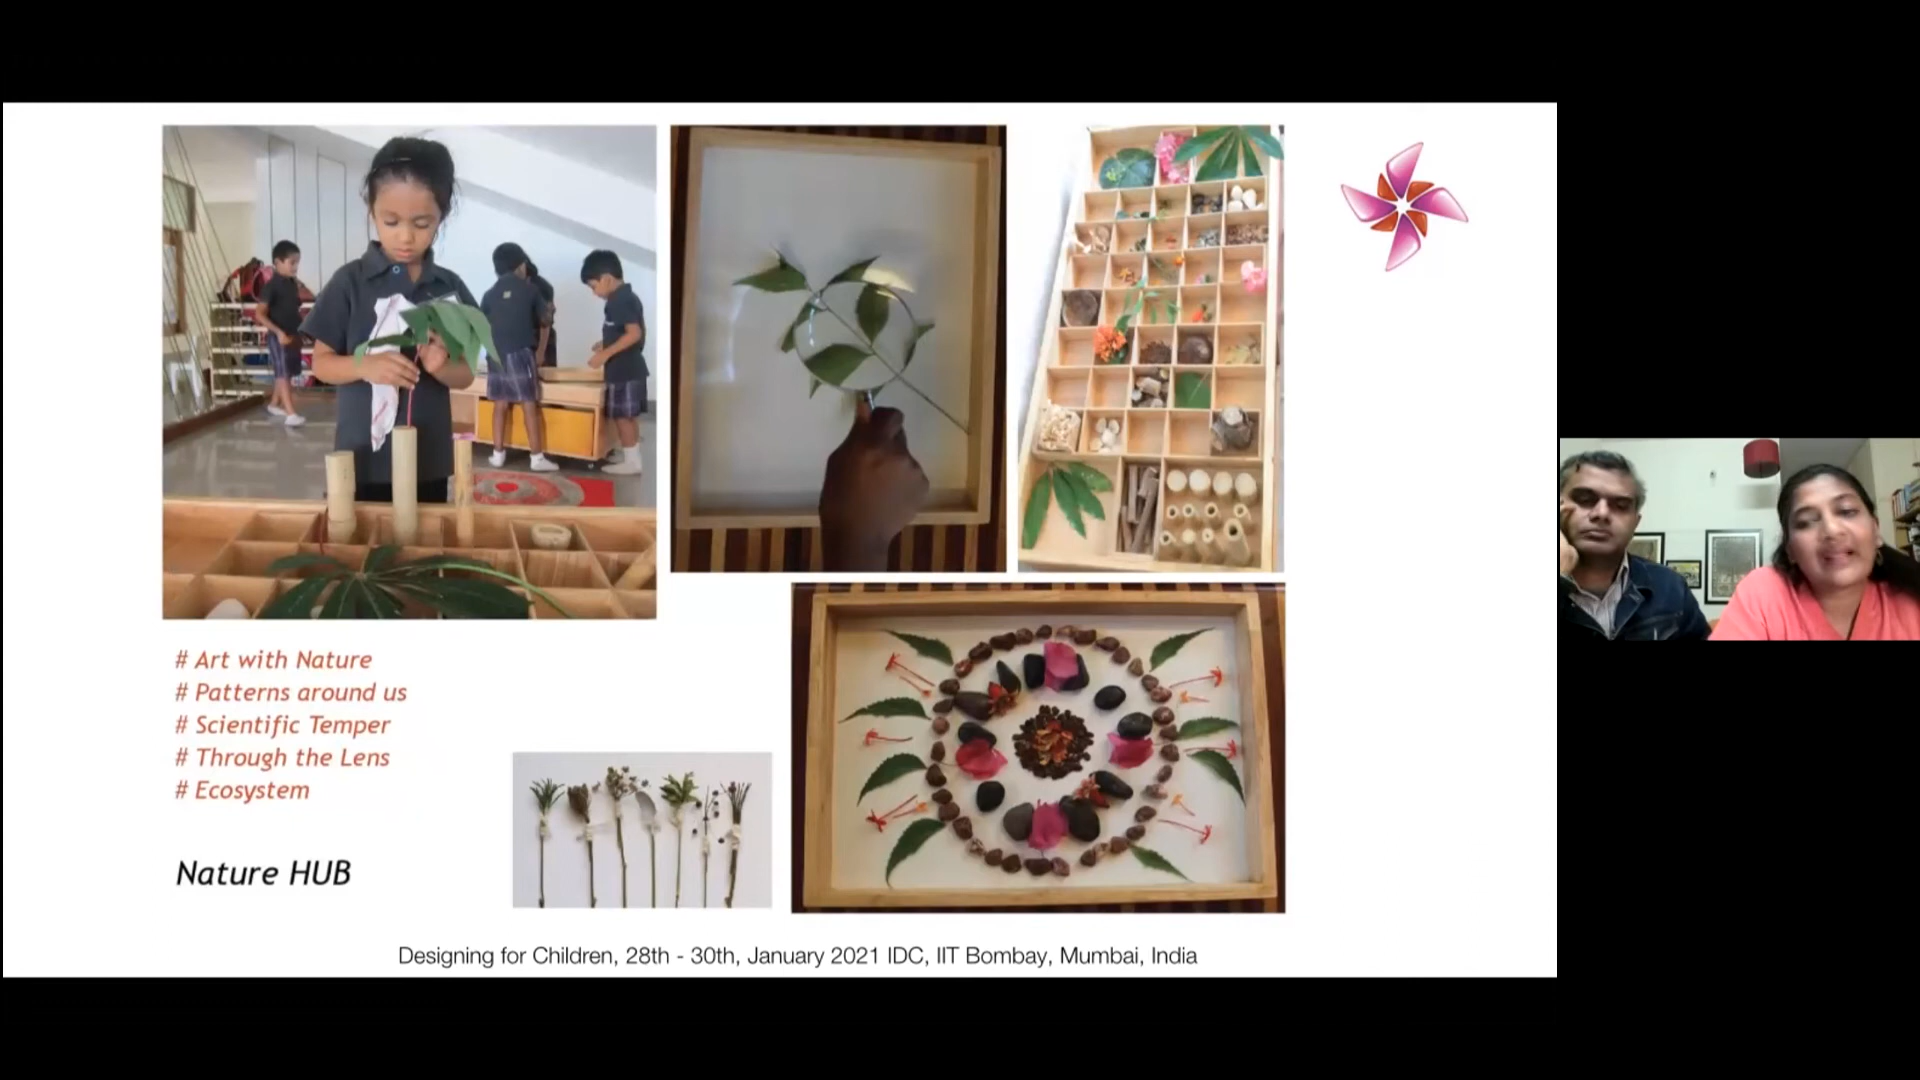 # Art with Nature
# Patterns around us
# Scientific Temper
# Through the Lens
# Ecosystem
Nature HUB
Designing for Children, 28th - 30th, January 2021 IDC, IIT Bombay, Mumbai, India